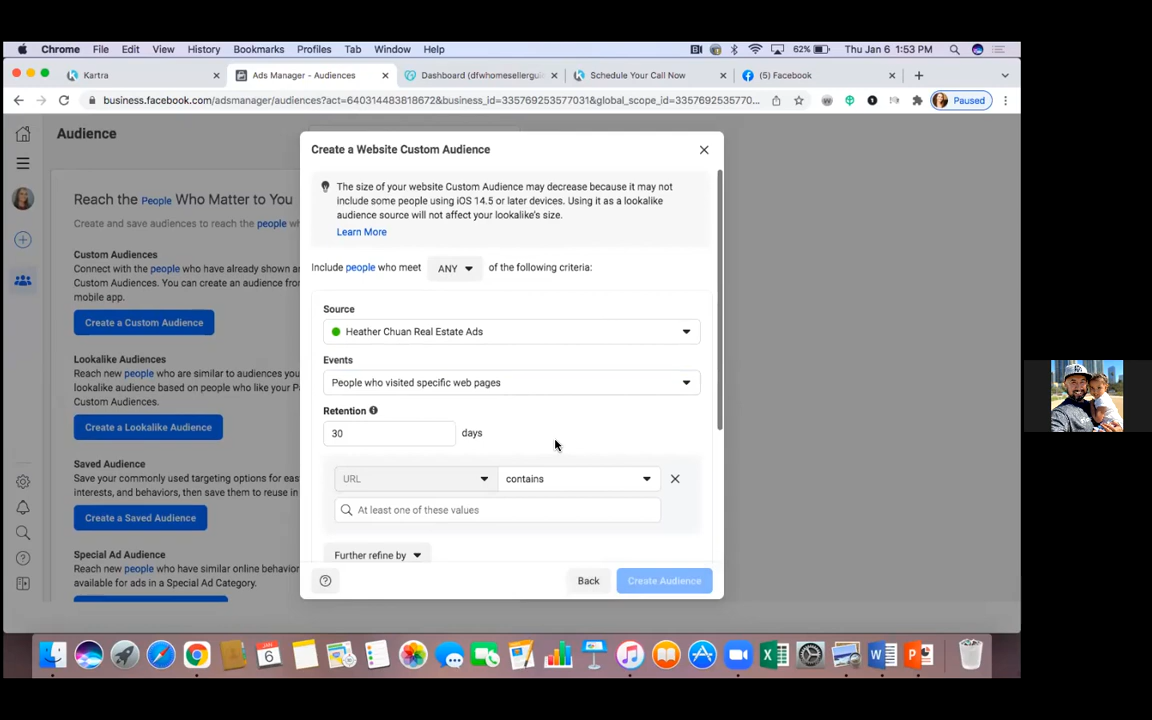 Chrome File Edit View History Bookmarks Profiles Tab Window Help 62% Thu Jan 6 1:53 PM
Kartra Ads Manager - Audiences Dashboard (dfwhomesellergui Schedule Your Call Now (5) Facebook
business.facebook.com/adsmanager/audiences?act=640314483818672&business_id=335769253577031&global_scope_id=3357692535770... Paused
Audience
Reach the People Who Matter to You
Create and save audiences to reach the people
Custom Audiences
Connect with the people who have already shown
Custom Audiences. You can create an audience from
mobile app.
Create a Custom Audience
Lookalike Audiences
Reach new people who are similar to audiences you
lookalike audience based on people who like your
Custom Audiences.
Create a Lookalike Audience
Saved Audience
Save your commonly used targeting options for
interests, and behaviors, then save them to reuse in
Create a Saved Audience
Special Ad Audience
Reach new people who have similar online
available for ads in a Special Ad Category.
Create a Website Custom Audience
The size of your website Custom Audience may decrease because it may not
include some people using iOS 14.5 or later devices. Using it as a lookalike
audience source will not affect your lookalike's size.
Learn More
Include people who meet ANY of the following criteria:
Source
Heather Chuan Real Estate Ads
Events
People who visited specific web pages
Retention
30 days
URL contains
At least one of these values
Further refine by
Back Create Audience